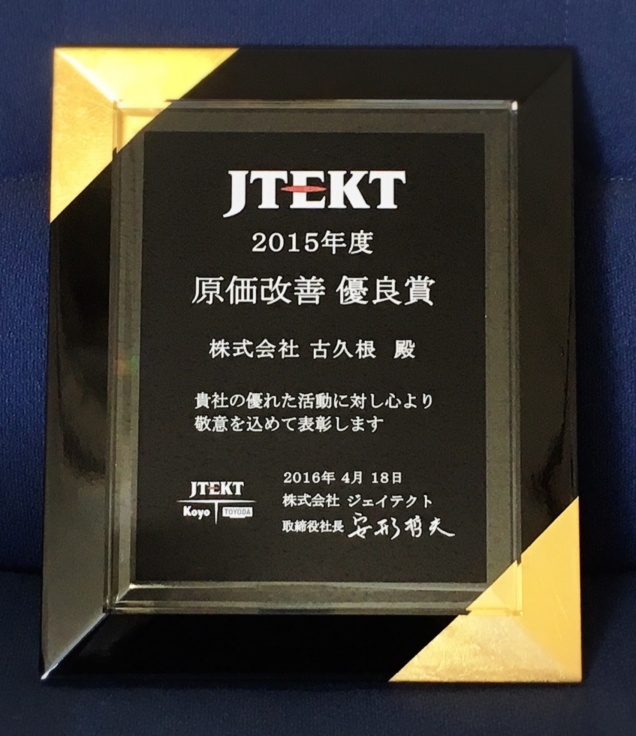 JTEKT
2015年度
原価改善 優良賞
株式会社 古久根 殿
貴社の優れた活動に対し心より
敬意を込めて表彰します
2016年 4月 18日
株式会社 ジェイテクト
取締役社長 安形哲夫
JTEKT
Koyo TOYODA